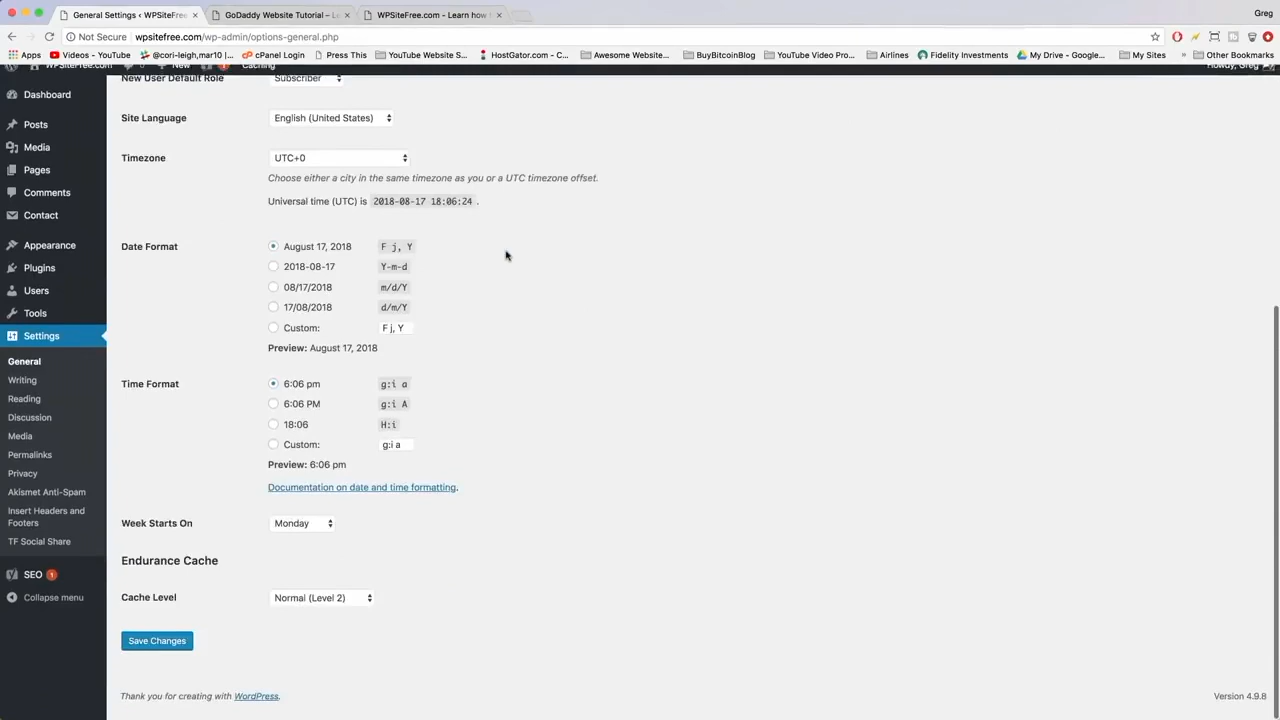 General Settings ‹ WPSiteFree
GoDaddy Website Tutorial – L
WPSiteFree.com - Learn how
Greg
Not Secure wpsitefree.com/wp-admin/options-general.php
Apps Videos - YouTube @cori-leigh,mar10 | cPanel Login Press This YouTube Website S... HostGator.com - C... Awesome Website... BuyBitcoinBlog YouTube Video Pro... Airlines Fidelity Investments My Drive - Google... My Sites » Other Bookmarks
New Caching Howdy, Greg
Dashboard
Posts
Media
Pages
Comments
Contact
Appearance
Plugins
Users
Tools
Settings
General
Writing
Reading
Discussion
Media
Permalinks
Privacy
Akismet Anti-Spam
Insert Headers and
Footers
TF Social Share
SEO 1
Collapse menu
New User Default Role Subscriber
Site Language English (United States)
Timezone UTC+0
Choose either a city in the same timezone as you or a UTC timezone offset.
Universal time (UTC) is 2018-08-17 18:06:24 .
Date Format August 17, 2018 F j, Y
2018-08-17 Y-m-d
08/17/2018 m/d/Y
17/08/2018 d/m/Y
Custom: F j, Y
Preview: August 17, 2018
Time Format 6:06 pm g:i a
6:06 PM g:i A
18:06 H:i
Custom: g:i a
Preview: 6:06 pm
Documentation on date and time formatting.
Week Starts On Monday
Endurance Cache
Cache Level Normal (Level 2)
Save Changes
Thank you for creating with WordPress.
Version 4.9.8